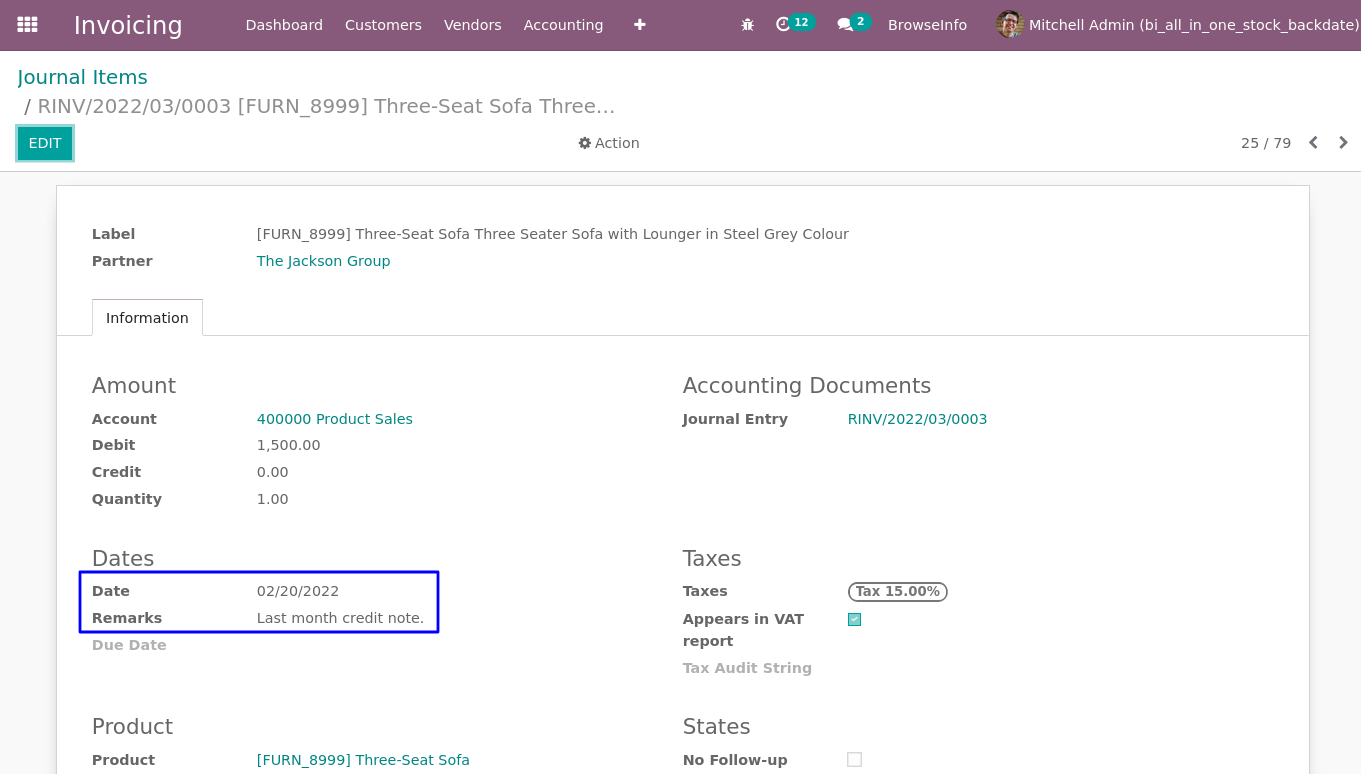 Invoicing Dashboard Customers Vendors Accounting 12 2 BrowseInfo Mitchell Admin (bi_all_in_one_stock_backdate)
Journal Items
/ RINV/2022/03/0003 [FURN_8999] Three-Seat Sofa Three…
EDIT Action 25 / 79
Label [FURN_8999] Three-Seat Sofa Three Seater Sofa with Lounger in Steel Grey Colour
Partner The Jackson Group
Information
Amount
Account 400000 Product Sales
Debit 1,500.00
Credit 0.00
Quantity 1.00
Accounting Documents
Journal Entry RINV/2022/03/0003
Dates
Date 02/20/2022
Remarks Last month credit note.
Due Date
Taxes
Taxes Tax 15.00%
Appears in VAT
report
Tax Audit String
Product
Product [FURN_8999] Three-Seat Sofa
States
No Follow-up